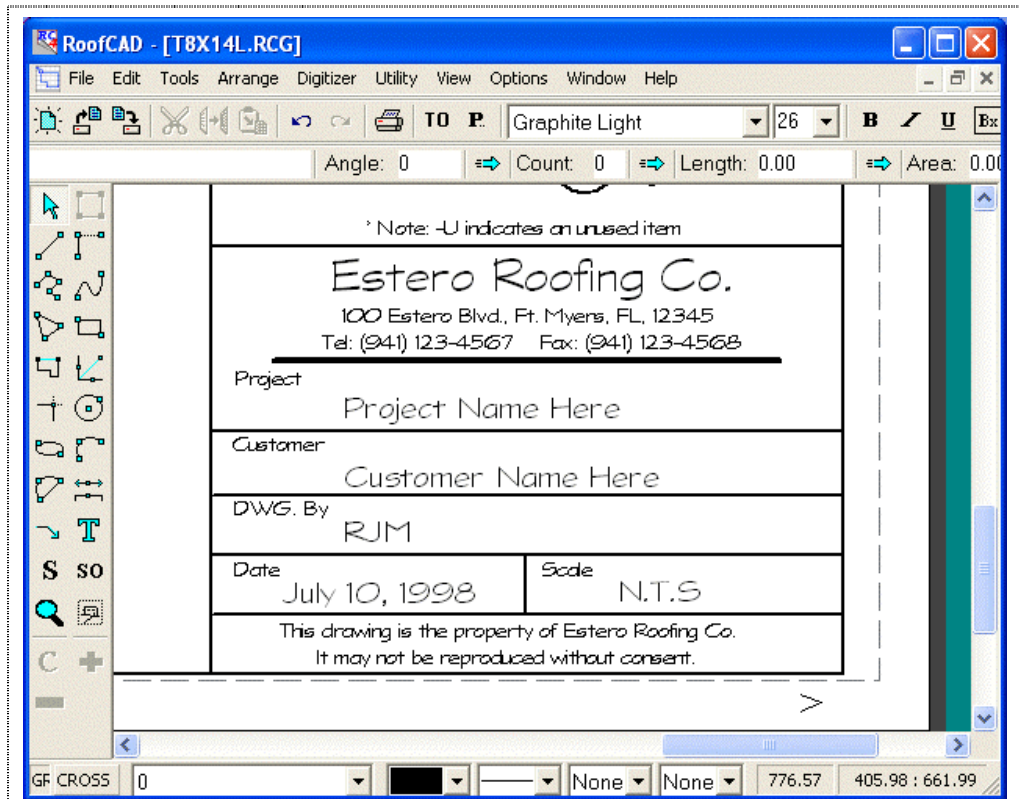 RoofCAD - [T8X14L.RCG]
File Edit Tools Arrange Digitizer Utility View Options Window Help
TO P. Graphite Light 26 B I U Bx
Angle: 0 Count: 0 Length: 0.00 Area: 0.00
* Note: -U indicates an unused item
Estero Roofing Co.
100 Estero Blvd., Ft. Myers, FL, 12345
Tel: (941) 123-4567 Fax: (941) 123-4568
Project
Project Name Here
Customer
Customer Name Here
DWG. By
RJM
Date Scale
July 10, 1998 N.T.S
This drawing is the property of Estero Roofing Co.
It may not be reproduced without consent.
T
S SO
C
>
GF CROSS 0 None None 776.57 405.98 : 661.99